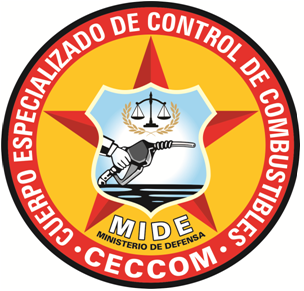 CUERPO ESPECIALIZADO DE CONTROL DE COMBUSTIBLES
MIDE
MINISTERIO DE DEFENSA
· CECCOM ·